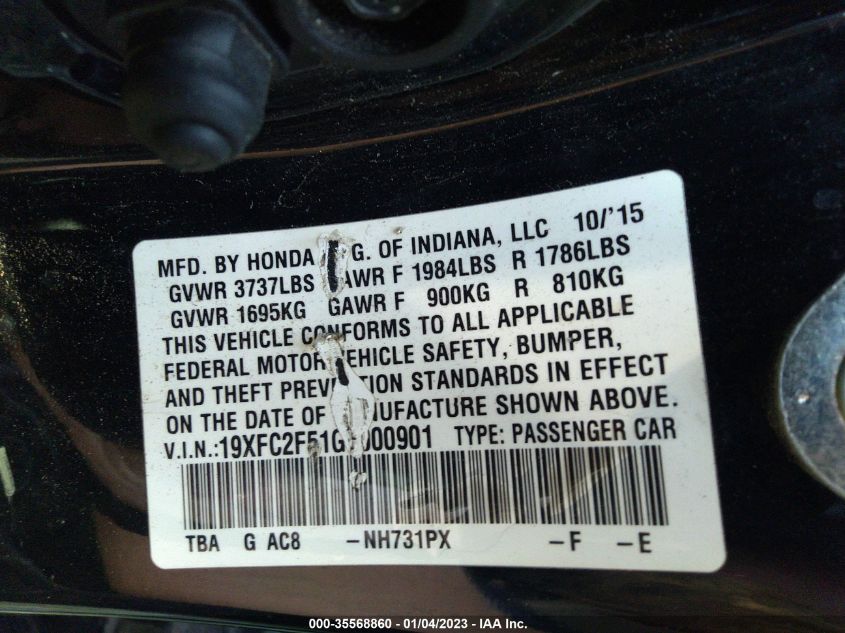 MFD. BY HONDA G. OF INDIANA, LLC 10/'15
GVWR 3737LBS GAWR F 1984LBS R 1786LBS
GVWR 1695KG GAWR F 900KG R 810KG
THIS VEHICLE CONFORMS TO ALL APPLICABLE
FEDERAL MOTOR VEHICLE SAFETY, BUMPER,
AND THEFT PREVENTION STANDARDS IN EFFECT
ON THE DATE OF MANUFACTURE SHOWN ABOVE.
V.I.N.: TYPE: PASSENGER CAR
TBA G AC8 -NH731PX -F -E
000-35568860 - 01/04/2023 - IAA Inc.